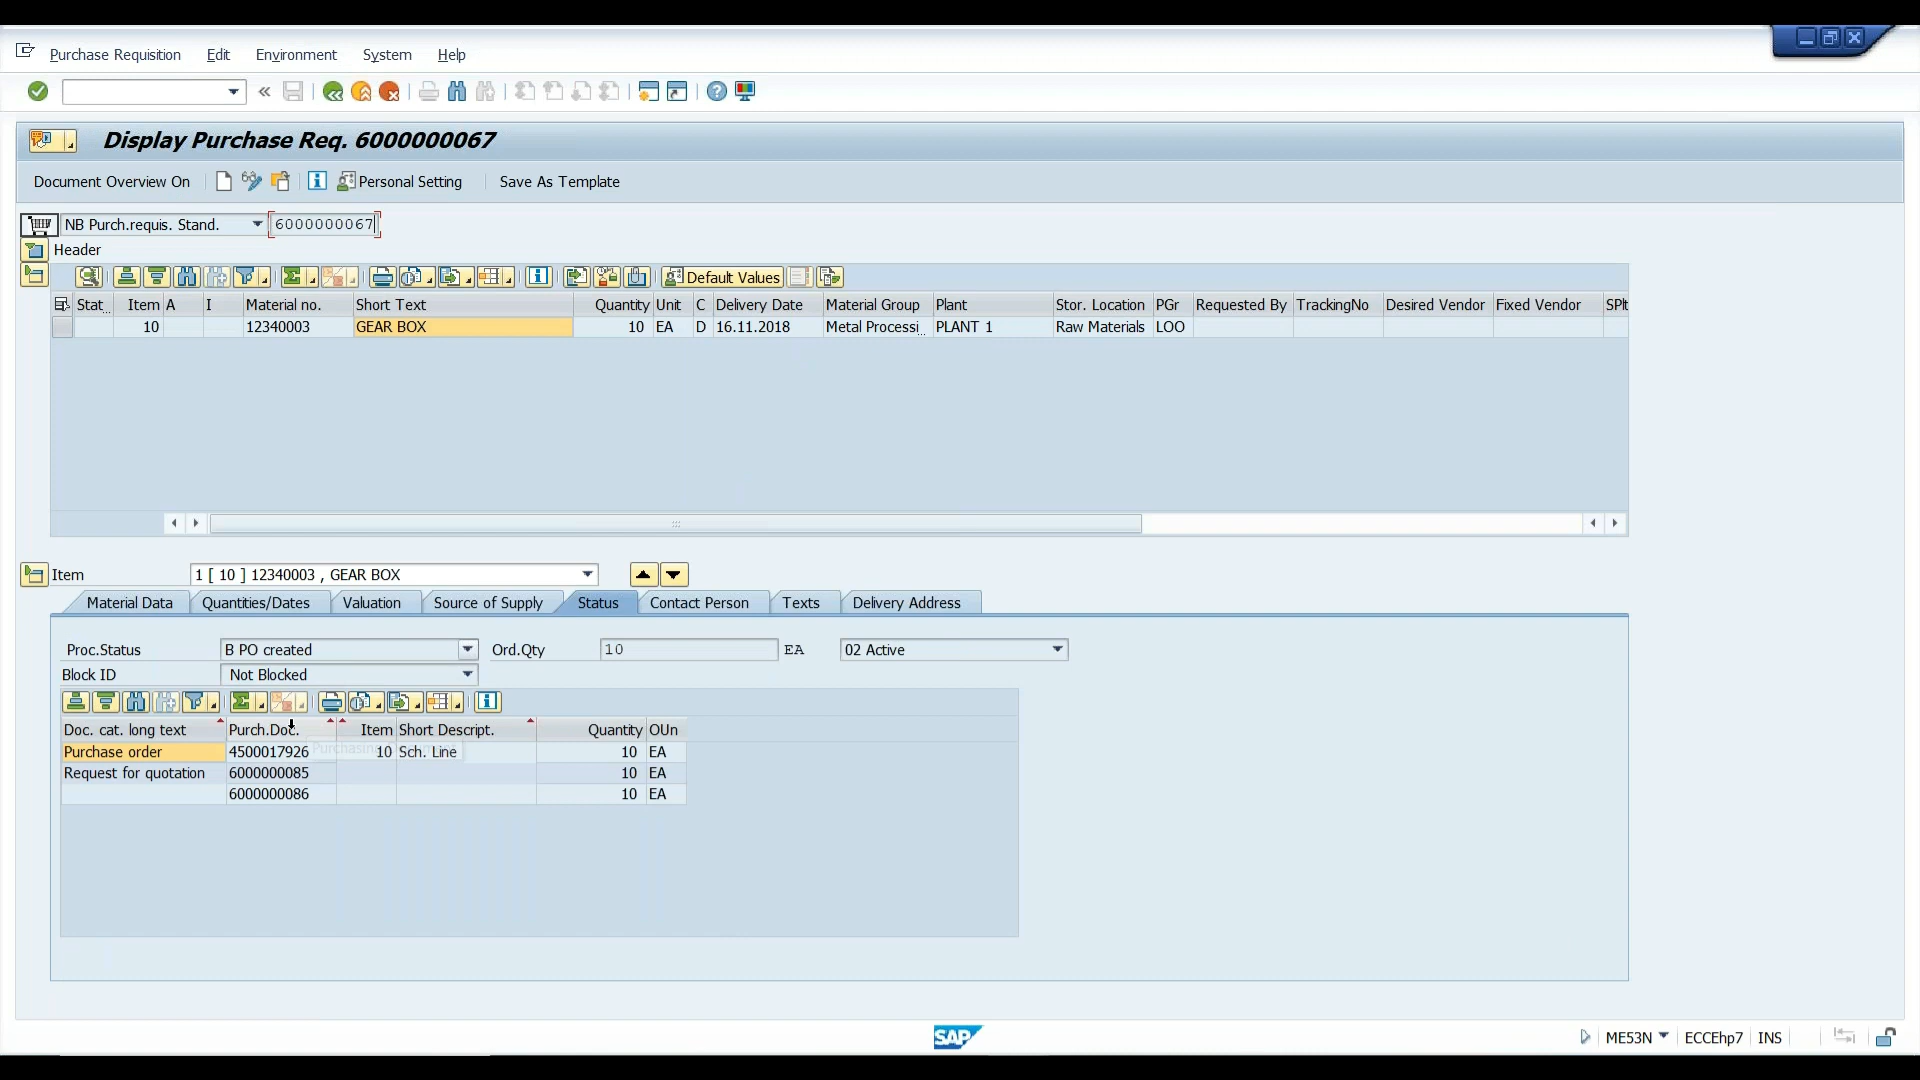 Purchase Requisition Edit Environment System Help
Display Purchase Req. 6000000067
Document Overview On Personal Setting Save As Template
NB Purch.requis. Stand. 6000000067
Header
Default Values
Stat... Item A I Material no. Short Text Quantity Unit C Delivery Date Material Group Plant Stor. Location PGr Requested By TrackingNo Desired Vendor Fixed Vendor SPlt
10 12340003 GEAR BOX 10 EA D 16.11.2018 Metal Processi... PLANT 1 Raw Materials LOO
Item 1 [ 10 ] 12340003 , GEAR BOX
Material Data Quantities/Dates Valuation Source of Supply Status Contact Person Texts Delivery Address
Proc.Status B PO created Ord.Qty 10 EA 02 Active
Block ID Not Blocked
Doc. cat. long text Purch.Doc. Item Short Descript. Quantity OUn
Purchase order 4500017926 10 Sch. Line 10 EA
Request for quotation 6000000085 10 EA
6000000086 10 EA
SAP ME53N ECCEhp7 INS